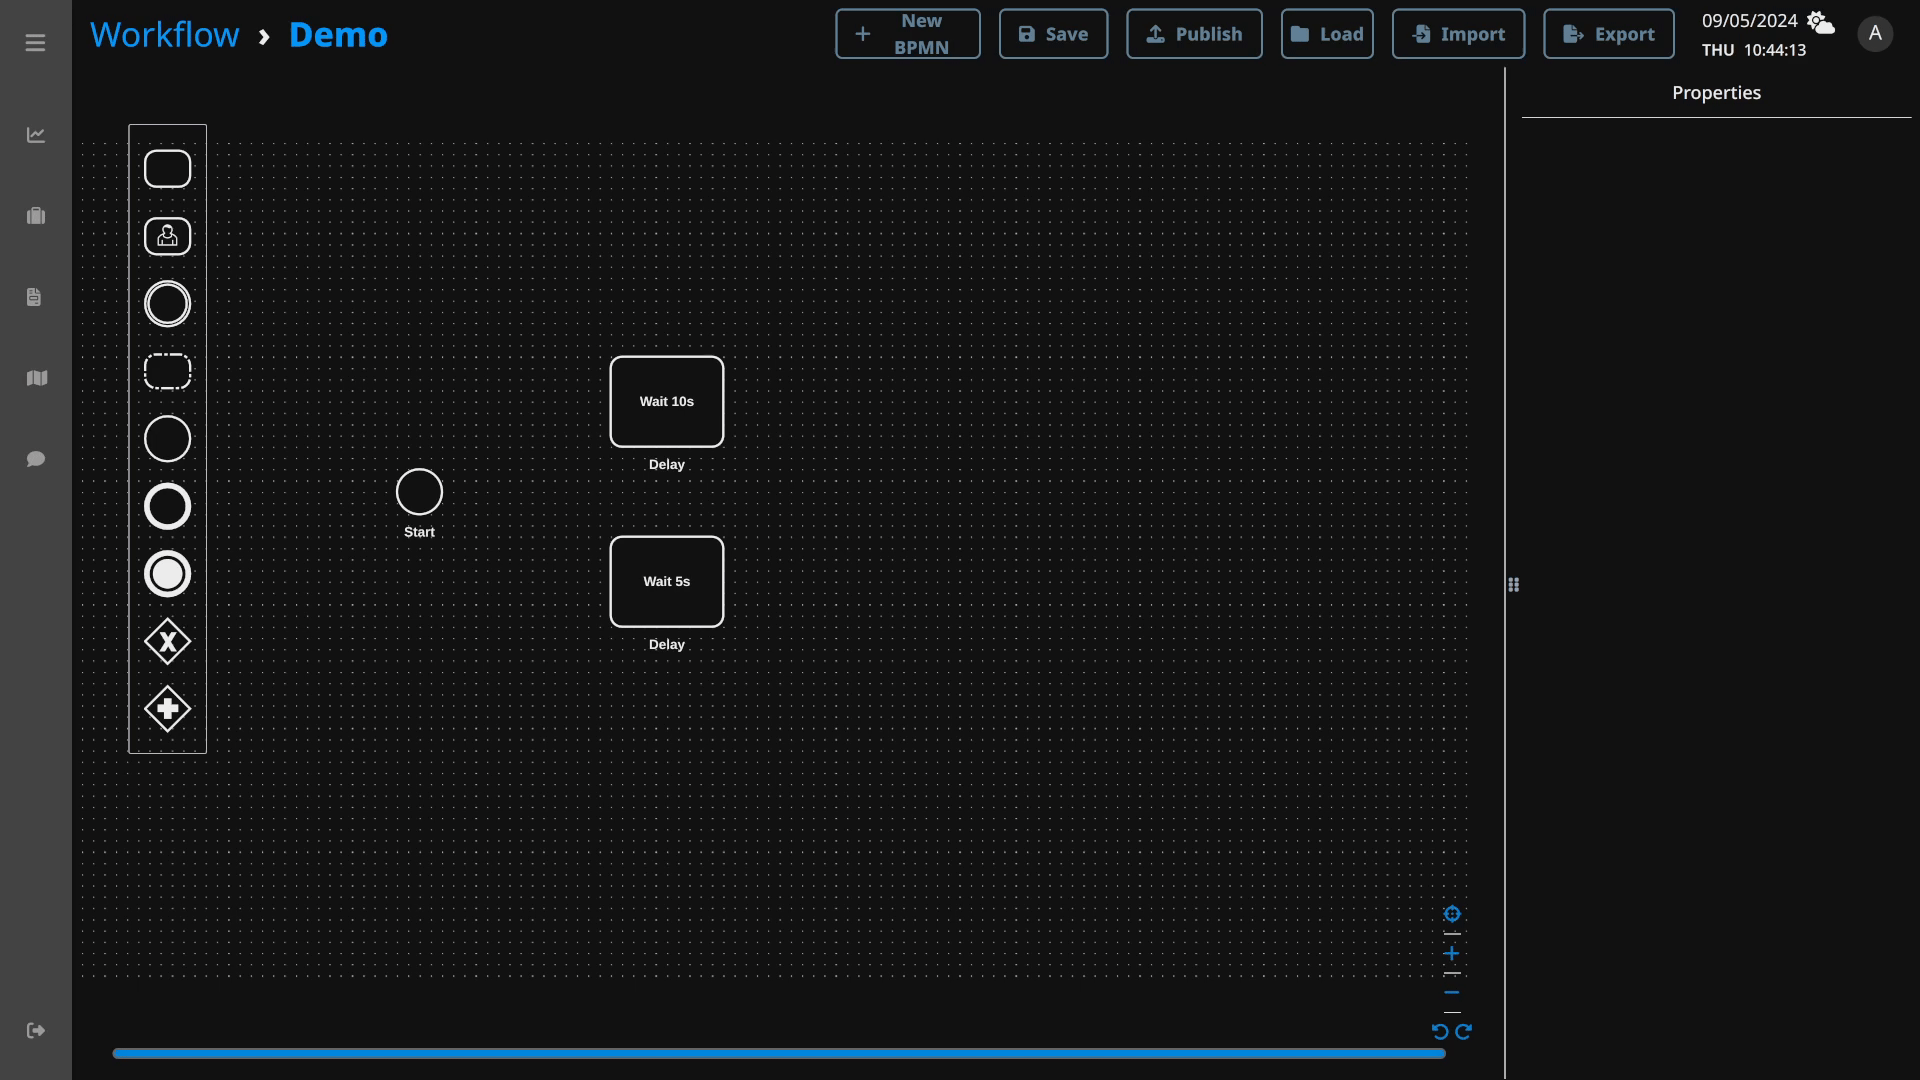 Workflow › Demo
New BPMN
Save
Publish
Load
Import
Export
09/05/2024
THU 10:44:13
A
Properties
Wait 10s
Delay
Start
Wait 5s
Delay
X